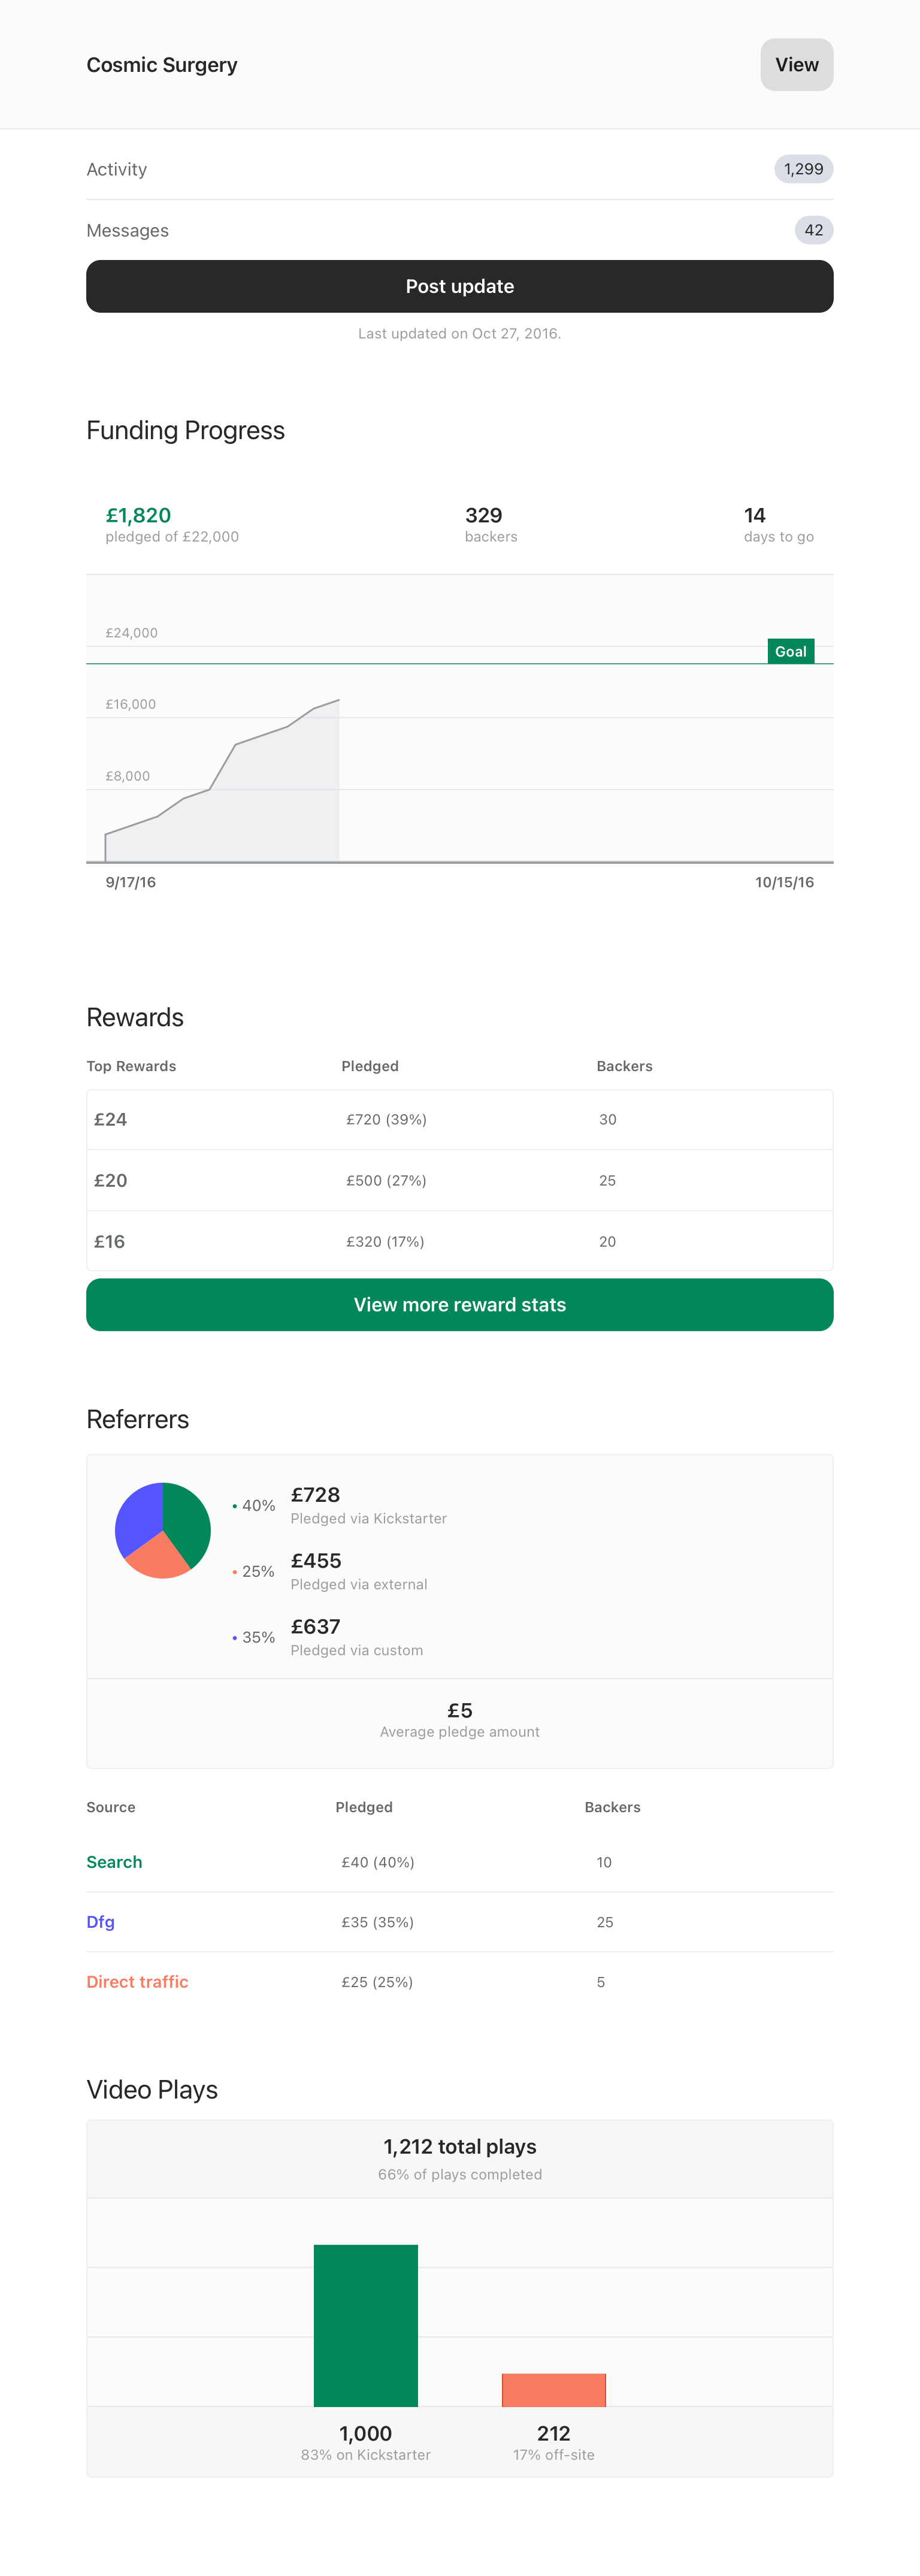 Cosmic Surgery
View
Activity
1,299
Messages
42
Post update
Last updated on Oct 27, 2016.
Funding Progress
£1,820
pledged of £22,000
329
backers
14
days to go
£24,000
Goal
£16,000
£8,000
9/17/16
10/15/16
Rewards
Top Rewards Pledged Backers
£24 £720 (39%) 30
£20 £500 (27%) 25
£16 £320 (17%) 20
View more reward stats
Referrers
• 40%
£728
Pledged via Kickstarter
• 25%
£455
Pledged via external
• 35%
£637
Pledged via custom
£5
Average pledge amount
Source Pledged Backers
Search £40 (40%) 10
Dfg £35 (35%) 25
Direct traffic £25 (25%) 5
Video Plays
1,212 total plays
66% of plays completed
1,000
83% on Kickstarter
212
17% off-site